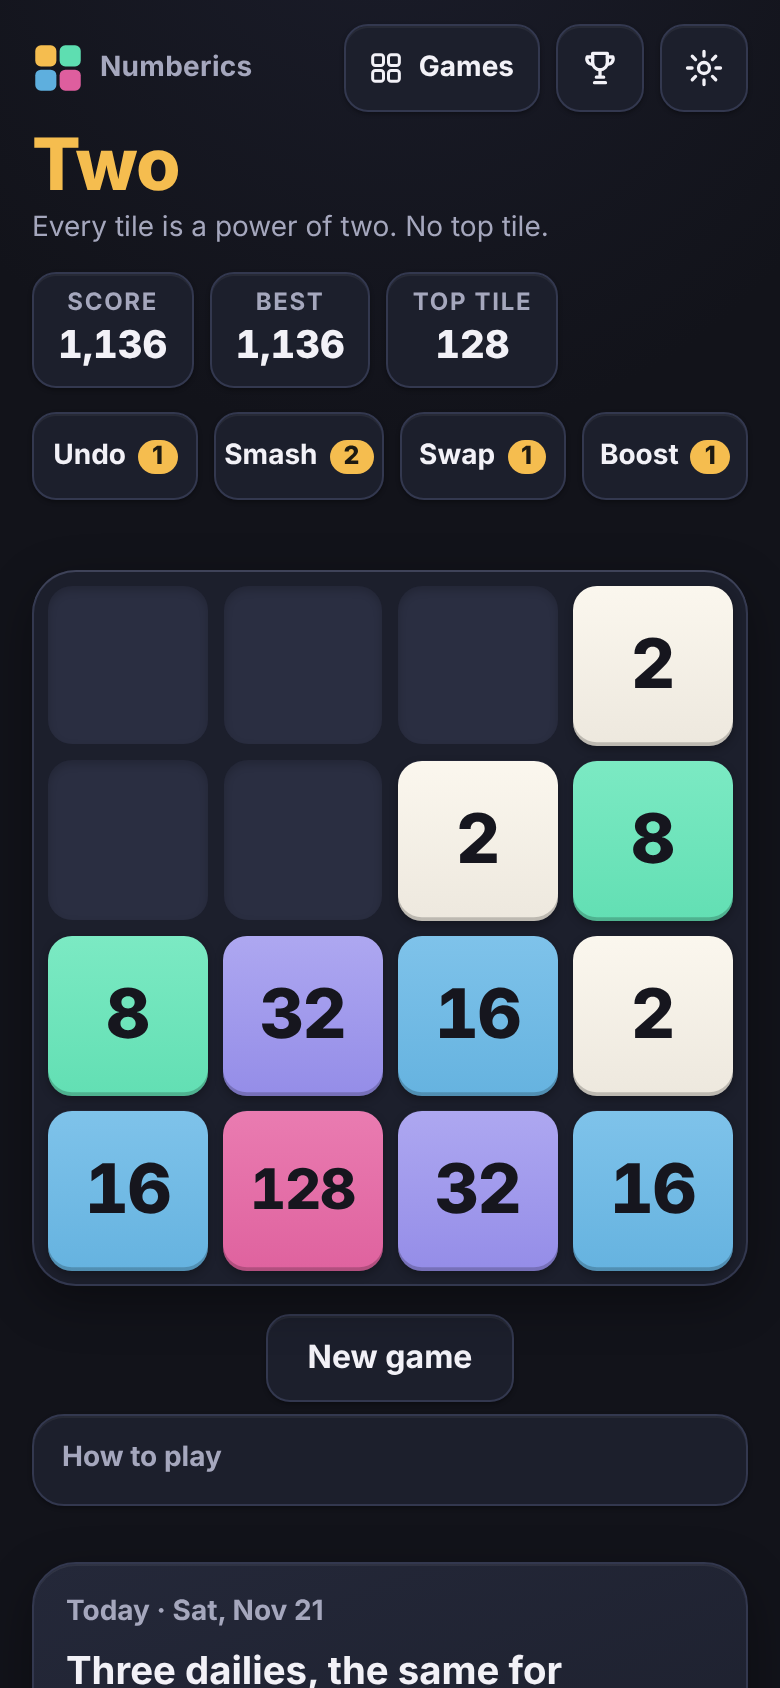 Numberics
Games
Two
Every tile is a power of two. No top tile.
SCORE BEST TOP TILE
1,136 1,136 128
Undo 1 Smash 2 Swap 1 Boost 1
2
2 8
8 32 16 2
16 128 32 16
New game
How to play
Today · Sat, Nov 21
Three dailies, the same for